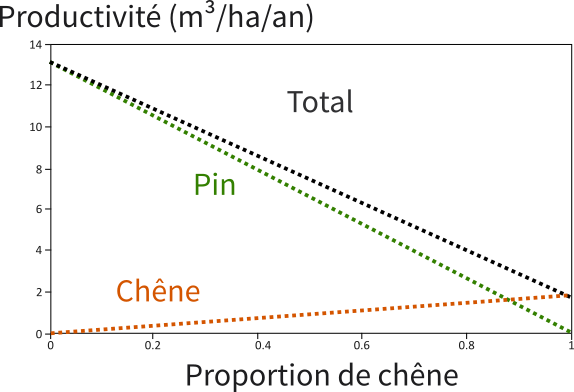 Productivité (m³/ha/an)
14
12
10
8
6
4
2
0
Total
Pin
Chêne
0 0.2 0.4 0.6 0.8 1
Proportion de chêne